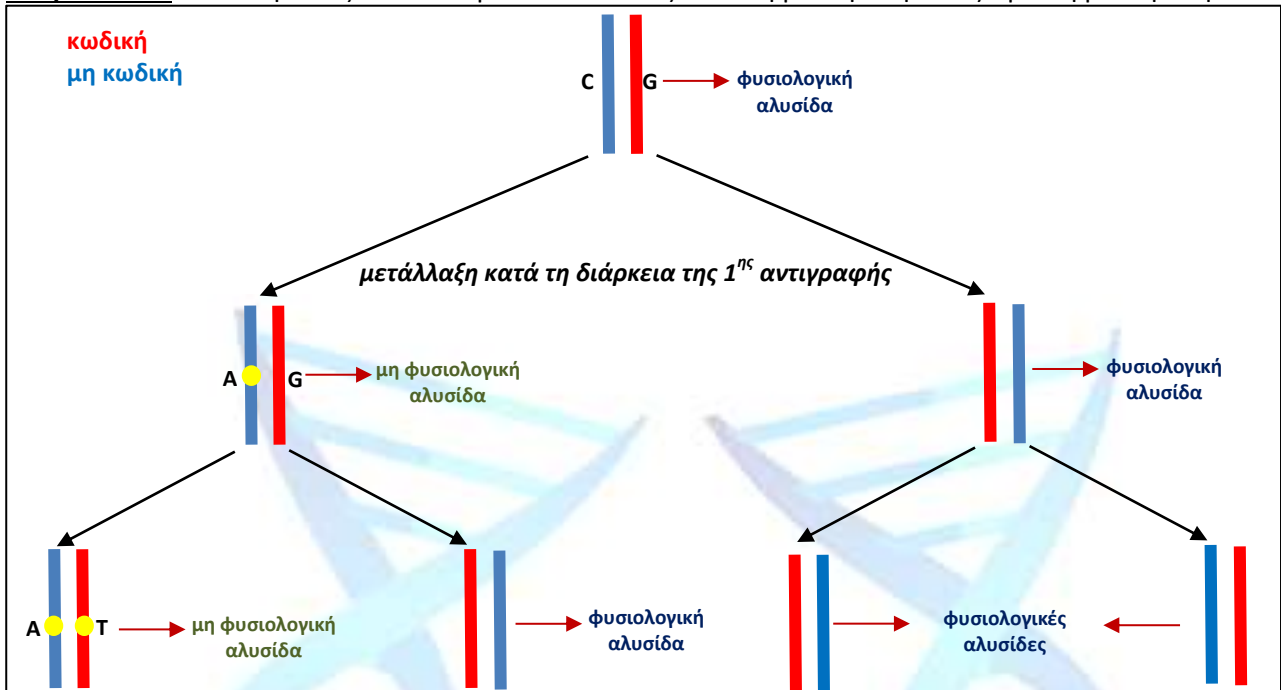 κωδική
μη κωδική
C G φυσιολογική
αλυσίδα
μετάλλαξη κατά τη διάρκεια της 1ης αντιγραφής
A G μη φυσιολογική
αλυσίδα
φυσιολογική
αλυσίδα
A T μη φυσιολογική
αλυσίδα
φυσιολογική
αλυσίδα
φυσιολογικές
αλυσίδες